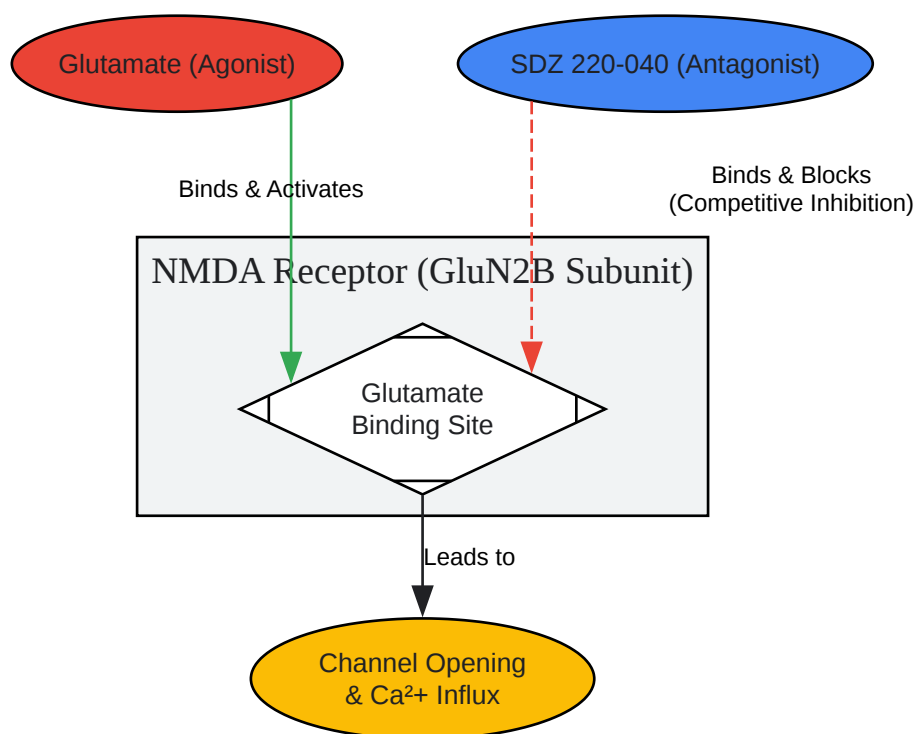 Glutamate (Agonist)
SDZ 220-040 (Antagonist)
Binds & Activates
Binds & Blocks
(Competitive Inhibition)
NMDA Receptor (GluN2B Subunit)
Glutamate
Binding Site
Leads to
Channel Opening
& Ca²+ Influx